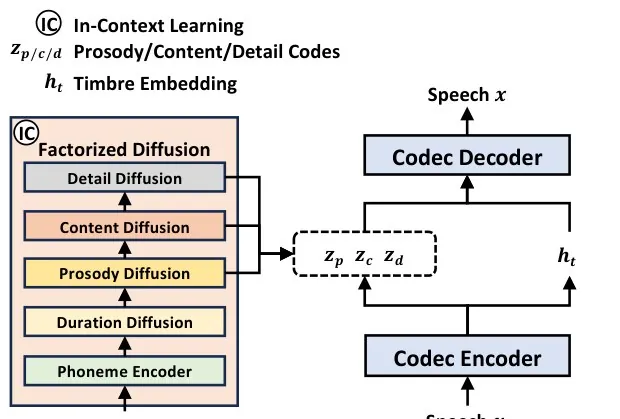 IC In-Context Learning
z_p/c/d Prosody/Content/Detail Codes
h_t Timbre Embedding
IC
Factorized Diffusion
Detail Diffusion
Content Diffusion
Prosody Diffusion
Duration Diffusion
Phoneme Encoder
Speech x
Codec Decoder
z_p z_c z_d
h_t
Codec Encoder